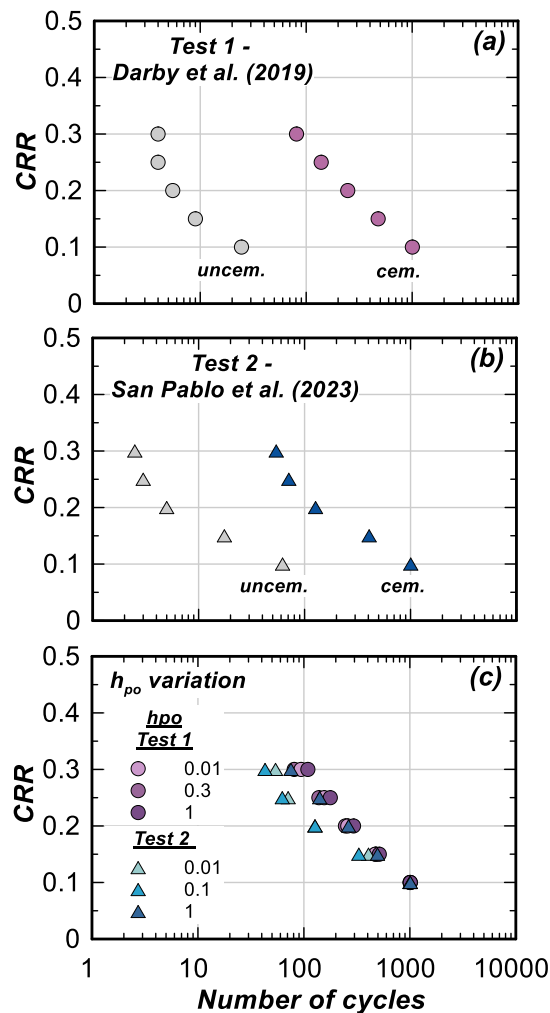 (a)
Test 1 -
Darby et al. (2019)
0.5
0.4
0.3
0.2
0.1
0
CRR
uncem.
cem.
(b)
Test 2 -
San Pablo et al. (2023)
0.5
0.4
0.3
0.2
0.1
0
CRR
uncem.
cem.
(c)
hpo variation
hpo
Test 1
0.01
0.3
1
Test 2
0.01
0.1
1
0.5
0.4
0.3
0.2
0.1
0
CRR
1
10
100
1000
10000
Number of cycles